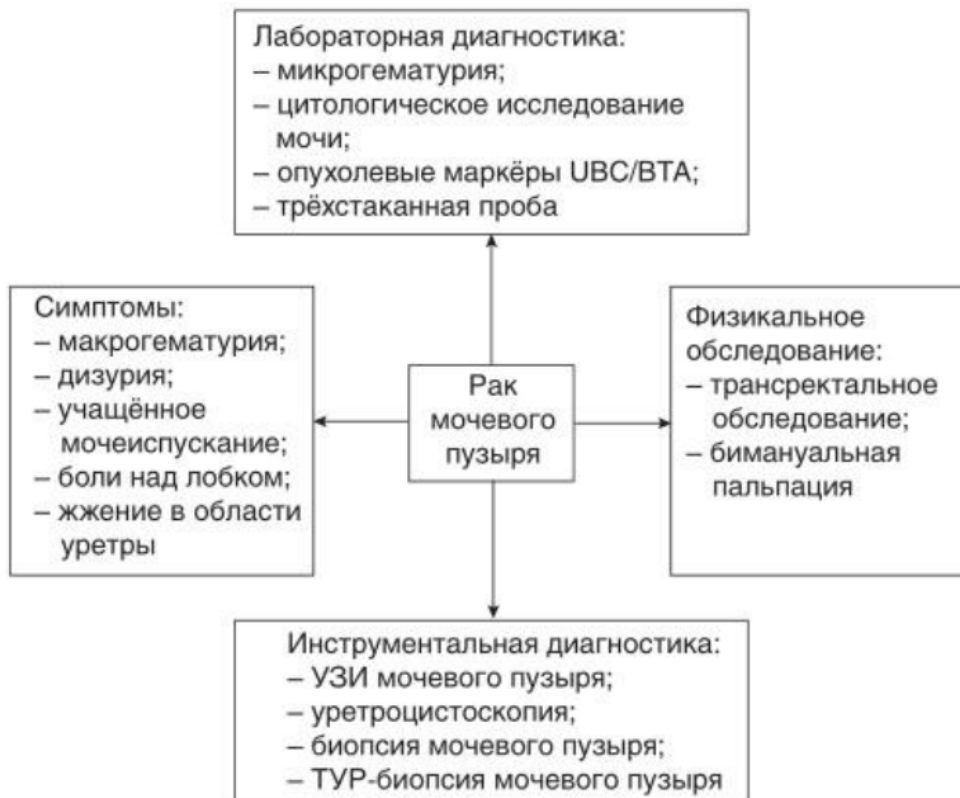 Лабораторная диагностика:
– микрогематурия;
– цитологическое исследование
мочи;
– опухолевые маркёры UBC/BTA;
– трёхстаканная проба
Симптомы:
– макрогематурия;
– дизурия;
– учащённое
мочеиспускание;
– боли над лобком;
– жжение в области
уретры
Рак
мочевого
пузыря
Физикальное
обследование:
– трансректальное
обследование;
– бимануальная
пальпация
Инструментальная диагностика:
– УЗИ мочевого пузыря;
– уретроцистоскопия;
– биопсия мочевого пузыря;
– ТУР-биопсия мочевого пузыря